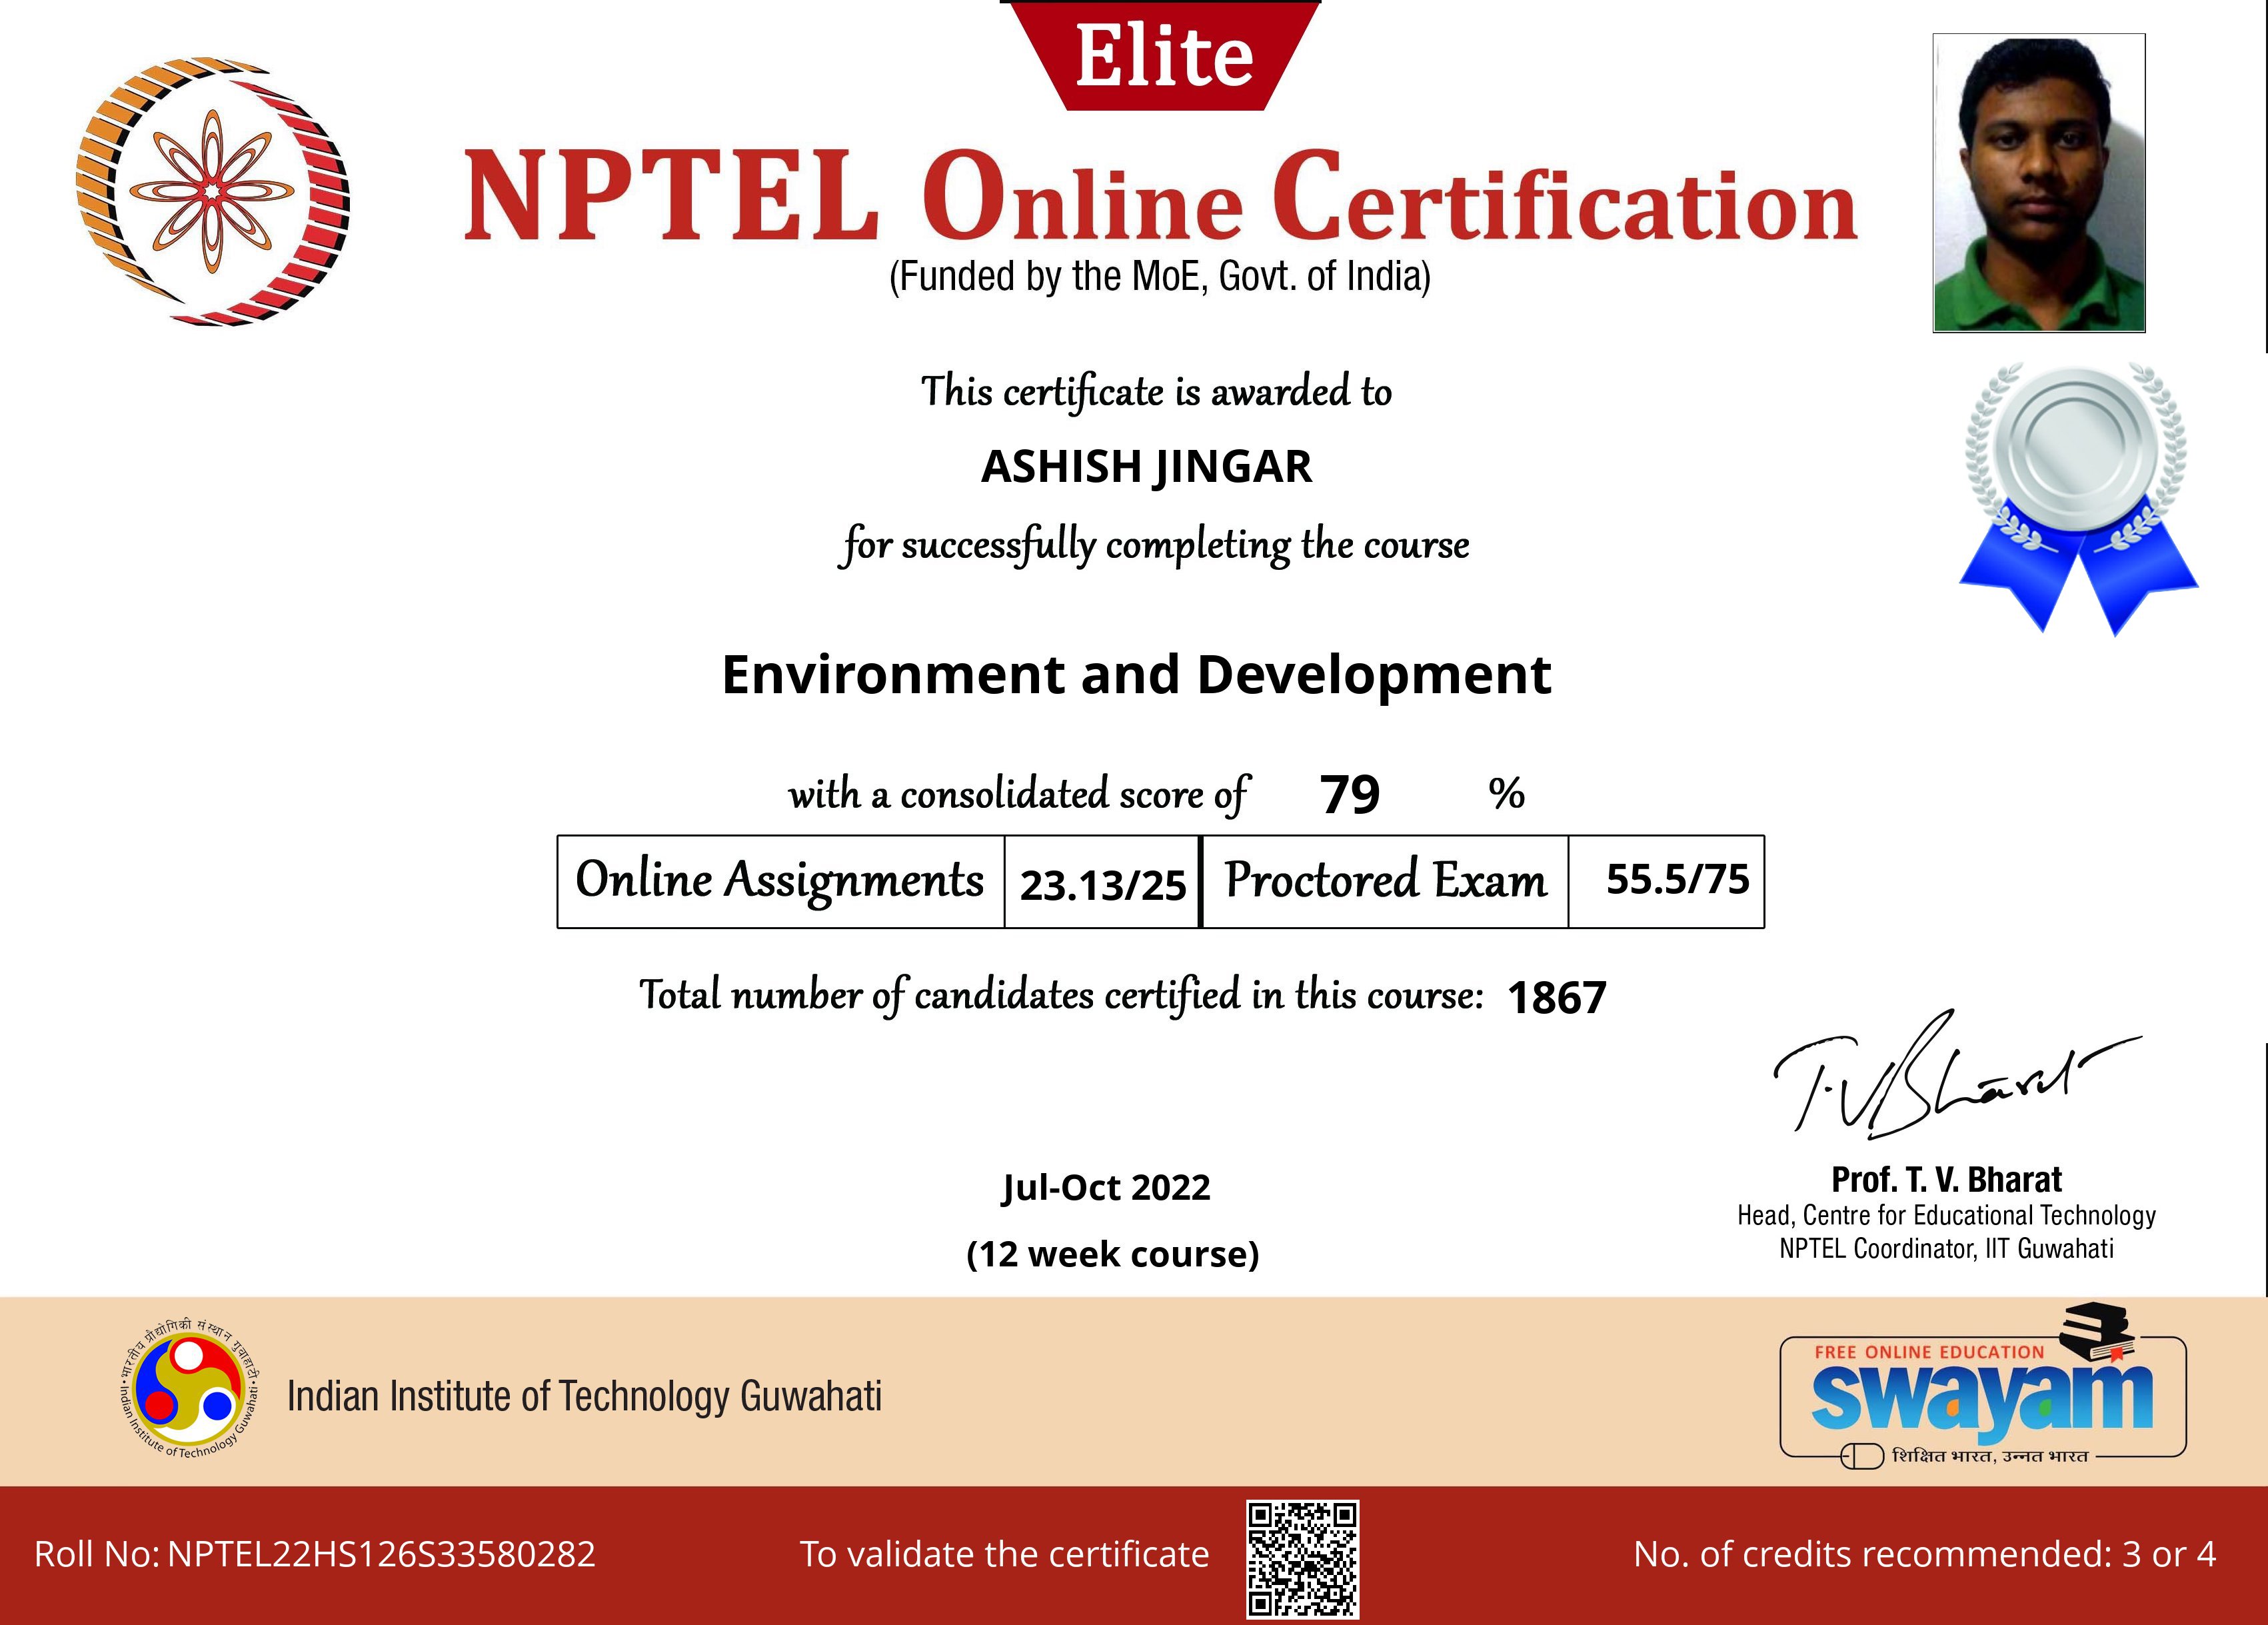 Elite
NPTEL Online Certification
(Funded by the MoE, Govt. of India)
This certificate is awarded to
ASHISH JINGAR
for successfully completing the course
Environment and Development
with a consolidated score of 79 %
Online Assignments 23.13/25 Proctored Exam 55.5/75
Total number of candidates certified in this course: 1867
T.V.Bharat
Jul-Oct 2022
(12 week course)
Prof. T. V. Bharat
Head, Centre for Educational Technology
NPTEL Coordinator, IIT Guwahati
भारतीय प्रौद्योगिकी संस्थान गुवाहाटी
Indian Institute of Technology Guwahati
Indian Institute of Technology Guwahati
FREE ONLINE EDUCATION
swayam
शिक्षित भारत, उन्नत भारत
Roll No: NPTEL22HS126S33580282
To validate the certificate
No. of credits recommended: 3 or 4